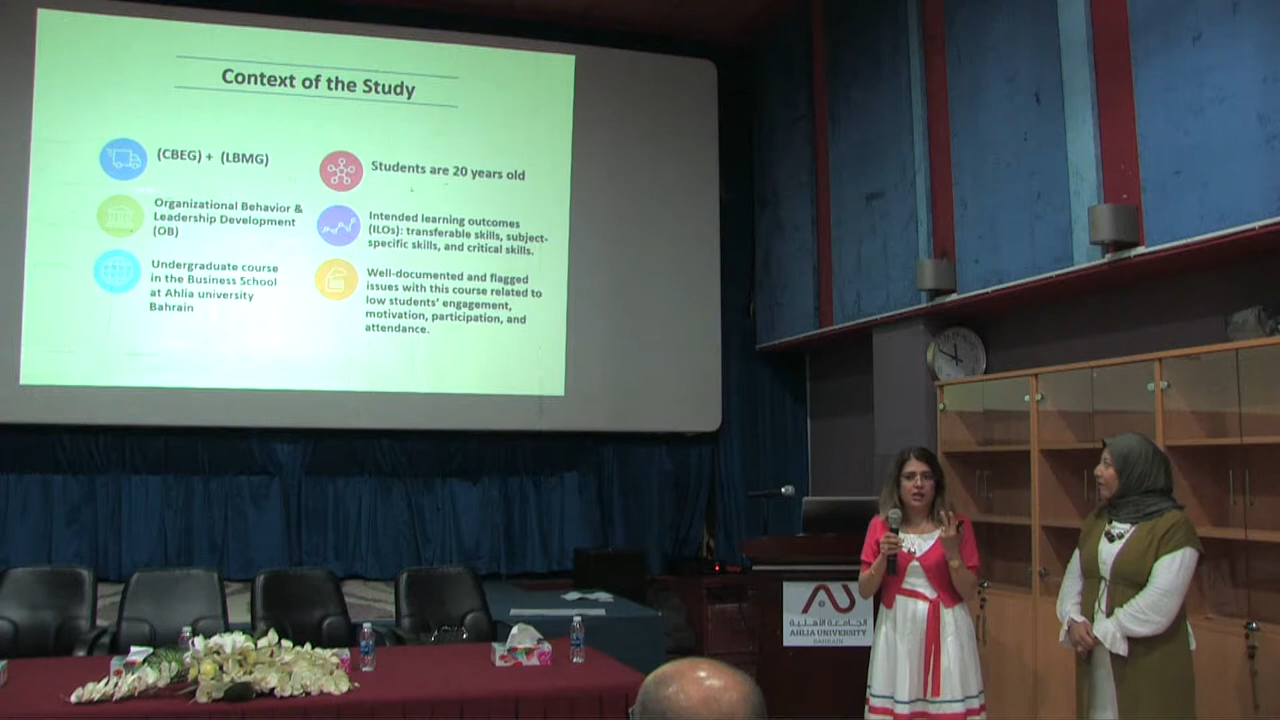 Context of the Study
(CBEG) + (LBMG)
Organizational Behavior &
Leadership Development
(OB)
Undergraduate course
in the Business School
at Ahlia university
Bahrain
Students are 20 years old
Intended learning outcomes
(ILOs): transferable skills, subject-
specific skills, and critical skills.
Well-documented and flagged
issues with this course related to
low students’ engagement,
motivation, participation, and
attendance.
الجامعة الأهلية
AHLIA UNIVERSITY
BAHRAIN